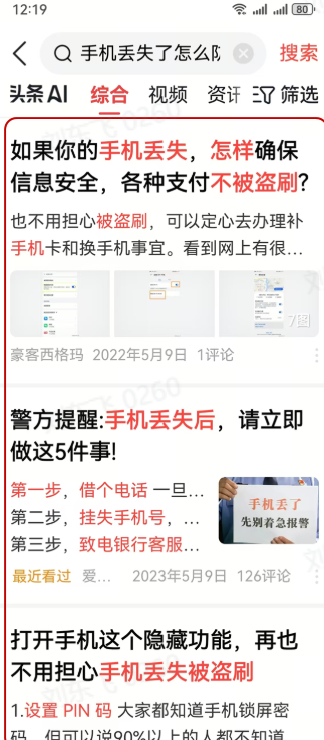 12:19
80
手机丢失了怎么
搜索
头条AI 综合 视频 资讯 筛选
如果你的手机丢失，怎样确保
信息安全，各种支付不被盗刷？
也不用担心被盗刷，可以定心去办理补
手机卡和换手机事宜。看到网上有很...
7图
豪客西格玛 2022年5月9日 1评论
警方提醒:手机丢失后，请立即
做这5件事!
第一步，借个电话 一旦...
第二步，挂失手机号，...
第三步，致电银行客服...
手机丢了
先别着急报警
最近看过 爱... 2023年5月9日 126评论
打开手机这个隐藏功能，再也
不用担心手机丢失被盗刷
1.设置 PIN 码 大家都知道手机锁屏密
码，但可以说90%以上的人都不知道